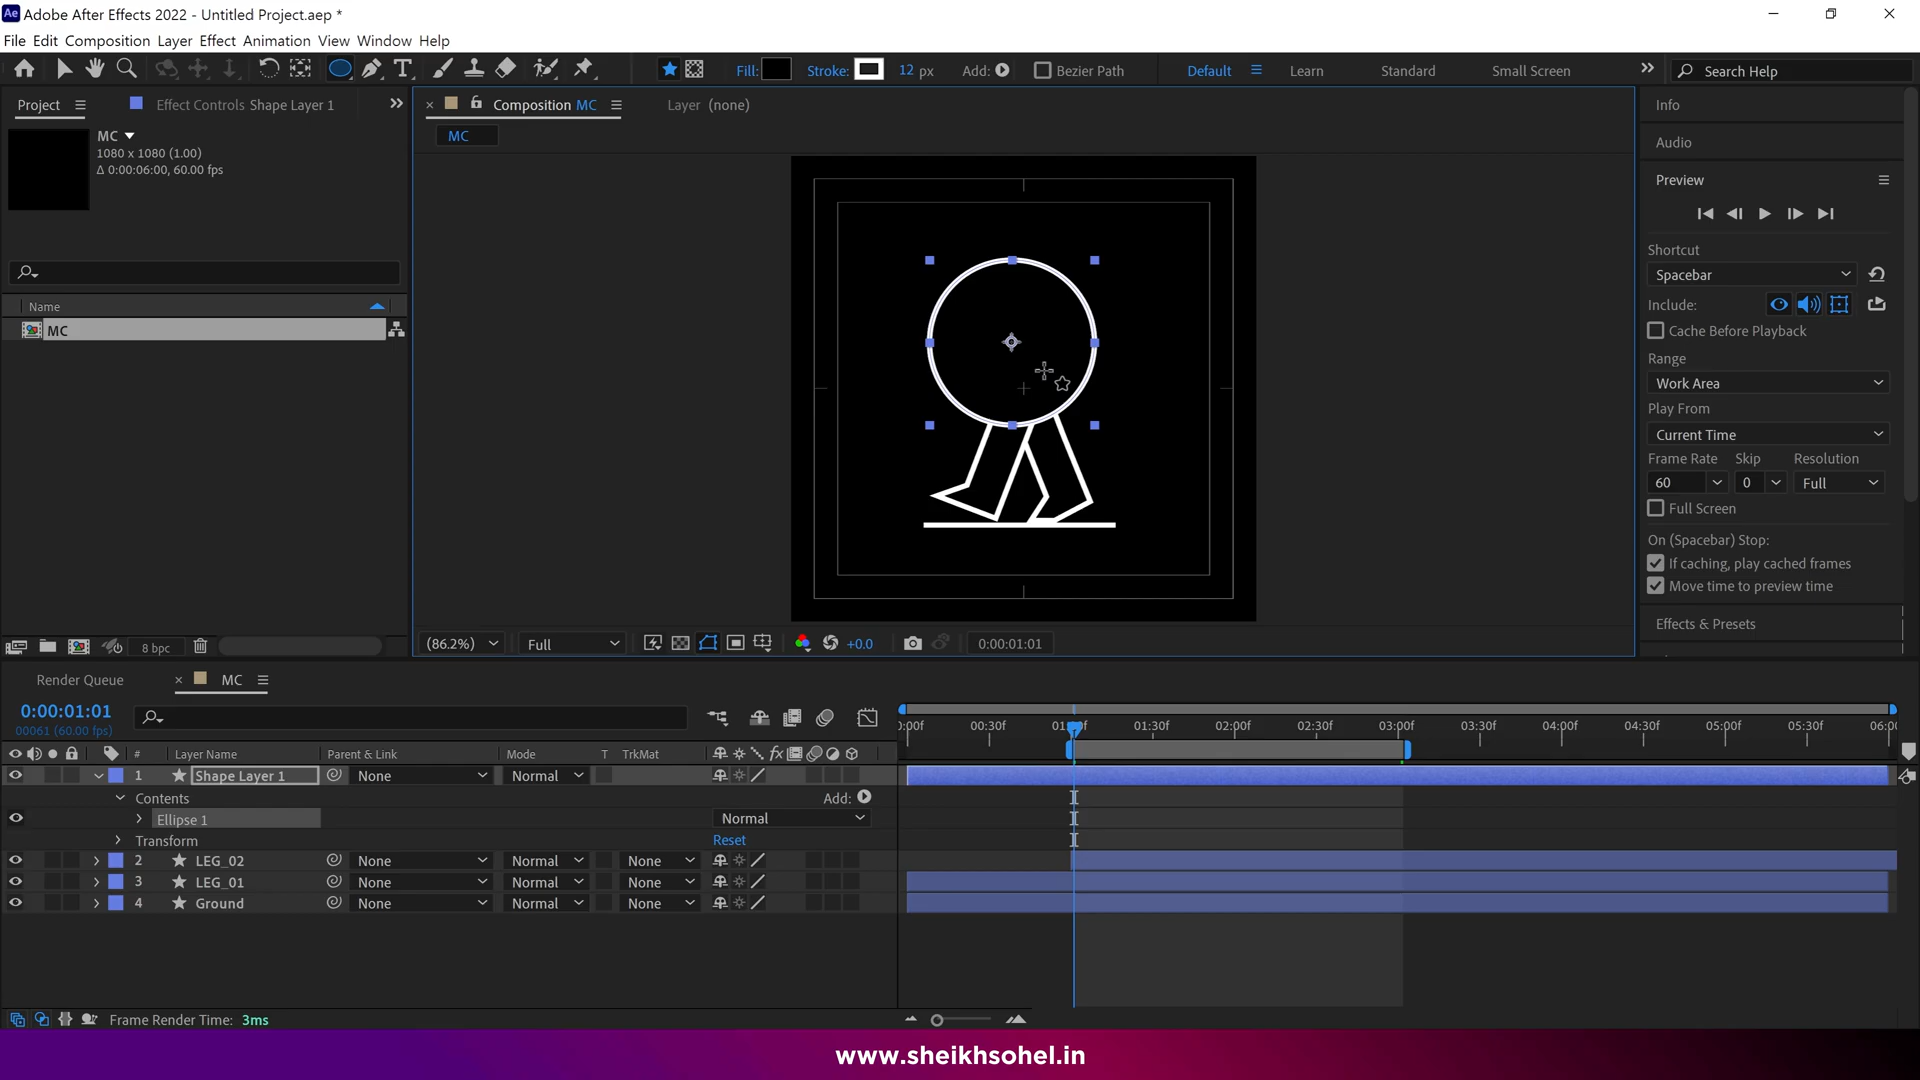 Adobe After Effects 2022 - Untitled Project.aep *
File Edit Composition Layer Effect Animation View Window Help
Fill: Stroke: 12 px Add: Bezier Path Default Learn Standard Small Screen Search Help
Project Effect Controls Shape Layer 1
Composition MC Layer (none)
MC
MC
1080 x 1080 (1.00)
Δ 0:00:06:00, 60.00 fps
Name
MC
8 bpc
(86.2%) Full +0.0 0:00:01:01
Info
Audio
Preview
Shortcut
Spacebar
Include:
Cache Before Playback
Range
Work Area
Play From
Current Time
Frame Rate Skip Resolution
60 0 Full
Full Screen
On (Spacebar) Stop:
If caching, play cached frames
Move time to preview time
Effects & Presets
Render Queue MC
0:00:01:01
00061 (60.00 fps)
# Layer Name Parent & Link Mode T TrkMat
00:30f 01:30f 02:00f 02:30f 03:00f 03:30f 04:00f 04:30f 05:00f 05:30f
1 Shape Layer 1 None Normal
Contents Add:
Ellipse 1 Normal
Transform Reset
2 LEG_02 None Normal None
3 LEG_01 None Normal None
4 Ground None Normal None
Frame Render Time: 3ms
www.sheikhsohel.in